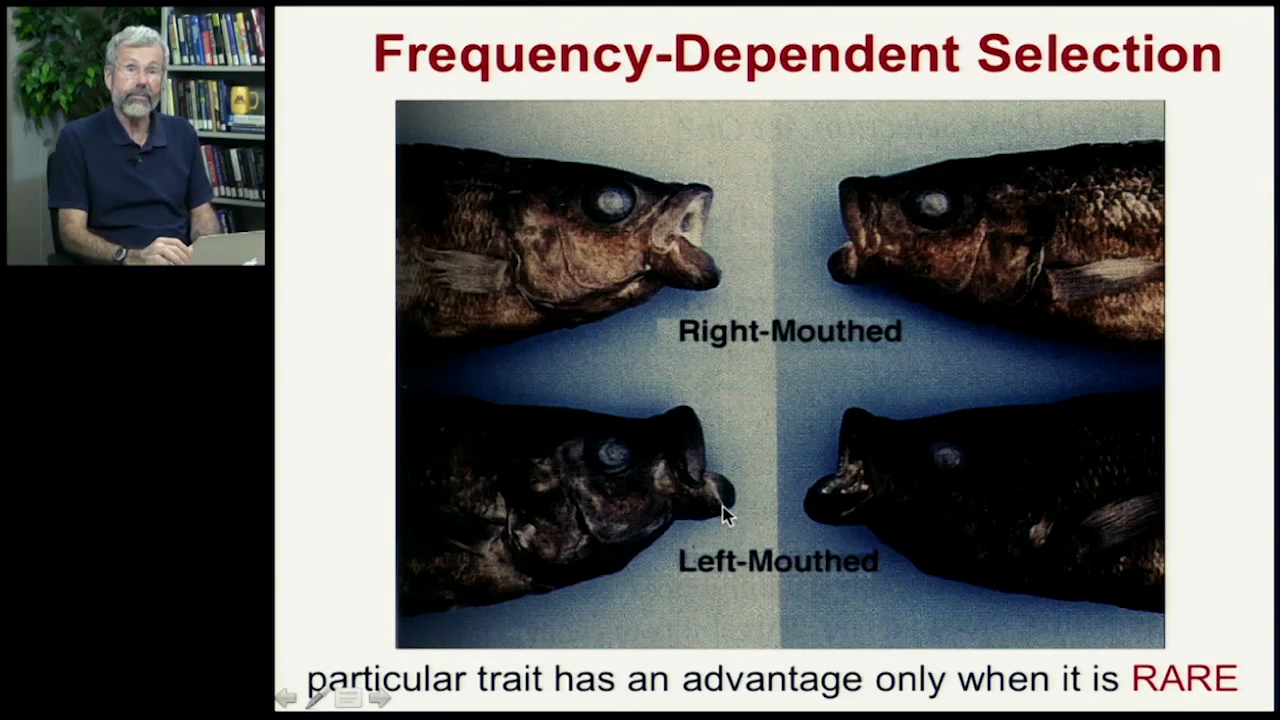 Frequency-Dependent Selection
Right-Mouthed
Left-Mouthed
particular trait has an advantage only when it is RARE